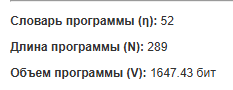 Словарь программы (η): 52
Длина программы (N): 289
Объем программы (V): 1647.43 бит